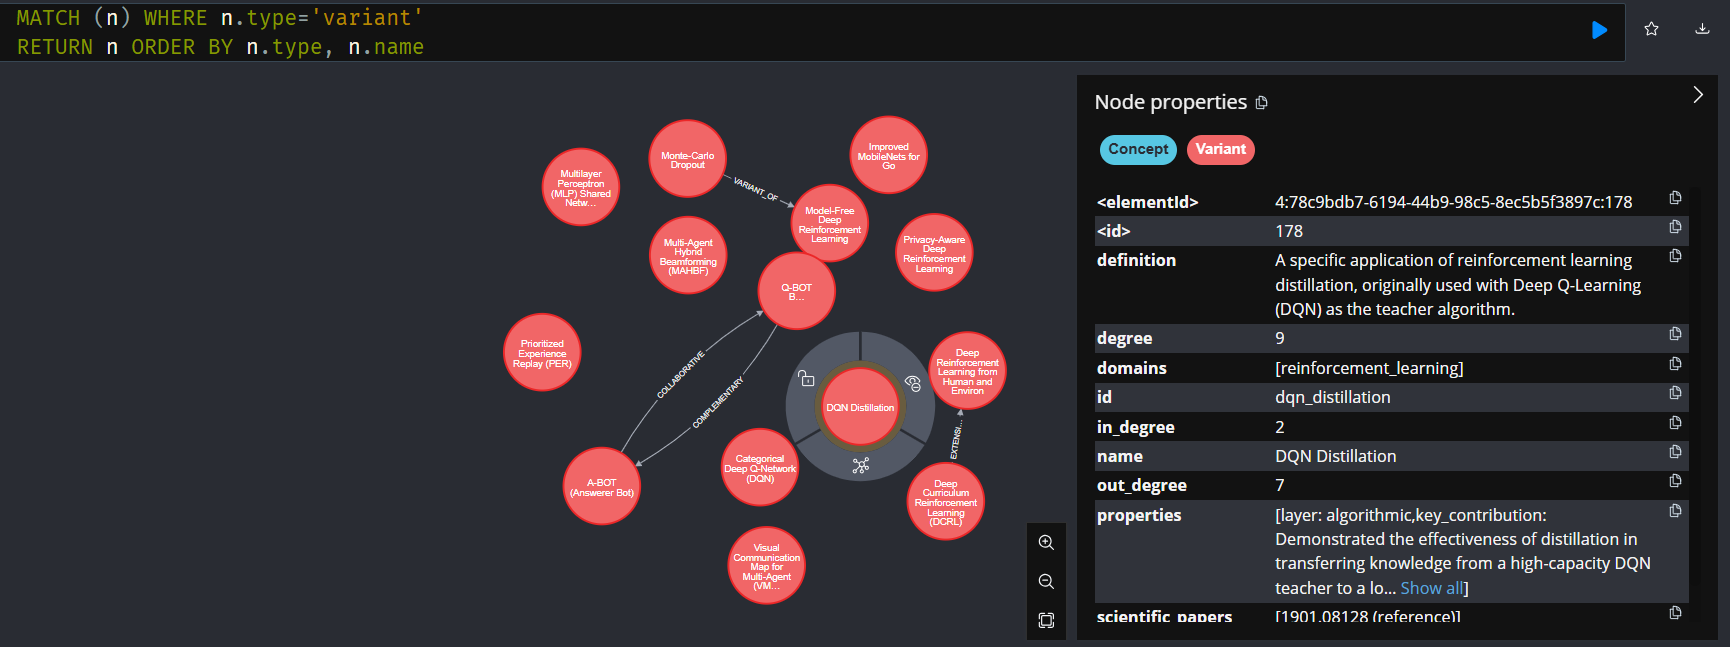 MATCH (n) WHERE n.type='variant'
RETURN n ORDER BY n.type, n.name
Multilayer
Perceptron
(MLP) Shared
Netw...
Monte-Carlo
Dropout
Improved
MobileNets for
Go
VARIANT_OF
Model-Free
Deep
Reinforcement
Learning
Multi-Agent
Hybrid
Beamforming
(MAHBF)
Privacy-Aware
Deep
Reinforcement
Learning
Q-BOT
B...
Prioritized
Experience
Replay (PER)
COLLABORATIVE
COMPLEMENTARY
Deep
Reinforcement
Learning from
Human and
Environ
DQN Distillation
EXTENSI...
Categorical
Deep Q-Network
(DQN)
A-BOT
(Answerer Bot)
Deep
Curriculum
Reinforcement
Learning
(DCRL)
Visual
Communication
Map for
Multi-Agent
(VM...
Node properties
Concept Variant
<elementId> 4:78c9bdb7-6194-44b9-98c5-8ec5b5f3897c:178
<id> 178
definition A specific application of reinforcement learning
distillation, originally used with Deep Q-Learning
(DQN) as the teacher algorithm.
degree 9
domains [reinforcement_learning]
id dqn_distillation
in_degree 2
name DQN Distillation
out_degree 7
properties [layer: algorithmic,key_contribution:
Demonstrated the effectiveness of distillation in
transferring knowledge from a high-capacity DQN
teacher to a lo... Show all]
scientific_papers [1901.08128 (reference)]